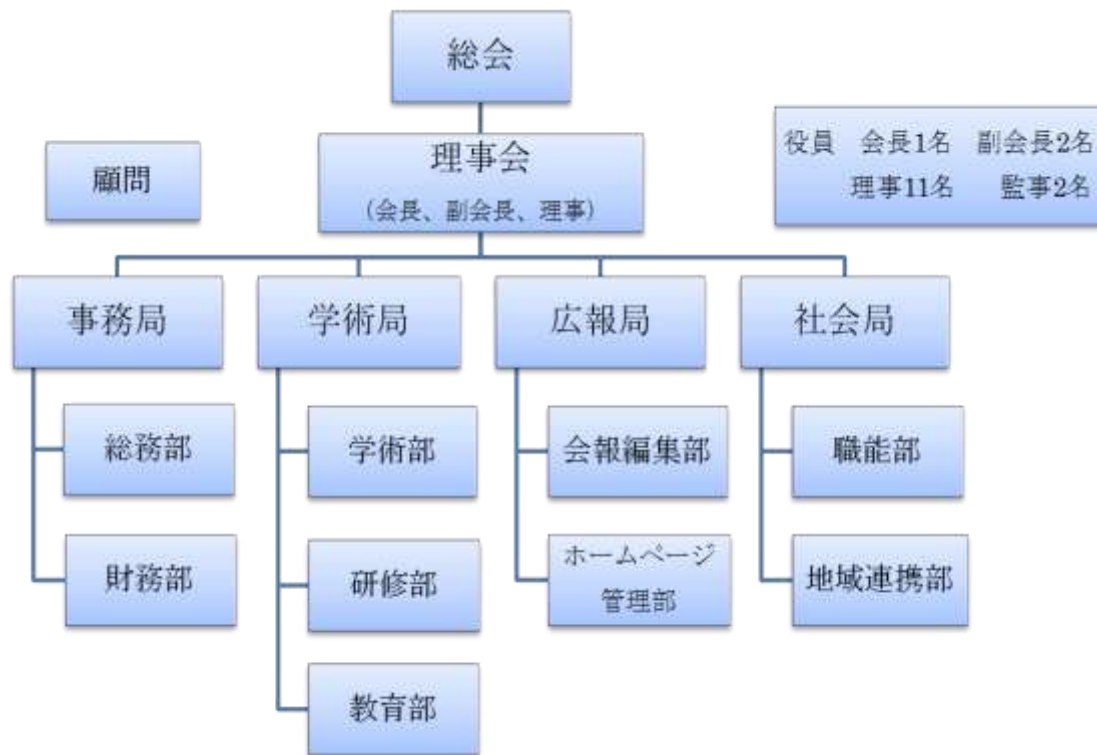 総会
理事会
(会長、副会長、理事)
顧問
役員 会長1名 副会長2名
理事11名 監事2名
事務局
学術局
広報局
社会局
総務部
学術部
会報編集部
職能部
財務部
研修部
ホームページ
管理部
地域連携部
教育部